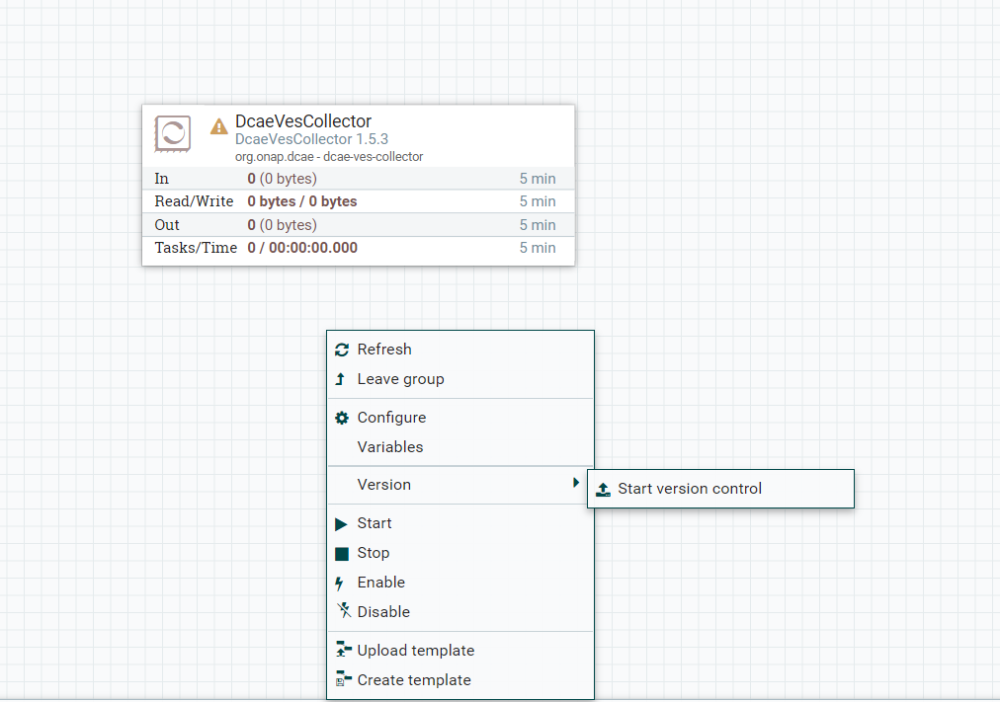 DcaeVesCollector
DcaeVesCollector 1.5.3
org.onap.dcae - dcae-ves-collector
In 0 (0 bytes) 5 min
Read/Write 0 bytes / 0 bytes 5 min
Out 0 (0 bytes) 5 min
Tasks/Time 0 / 00:00:00.000 5 min
Refresh
Leave group
Configure
Variables
Version
Start version control
Start
Stop
Enable
Disable
Upload template
Create template